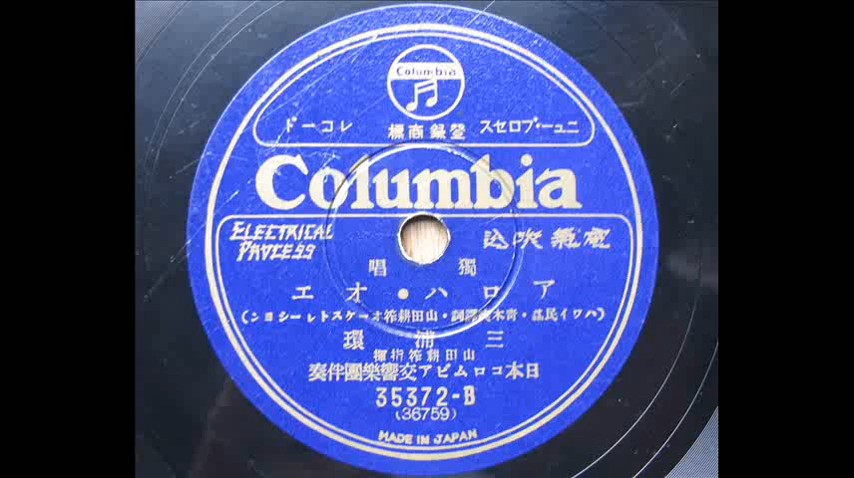 Columbia
ニユー・プロセス 登録商標 レコード
Columbia
ELECTRICAL
PROCESS
電氣吹込
獨唱
アロハ・オエ
(ハワイ民謠・青木爽譯詞・山田耕筰オーケストレーシヨン)
三浦環
山田耕筰指揮
日本コロムビア交響樂團伴奏
35372-B
(36759)
MADE IN JAPAN